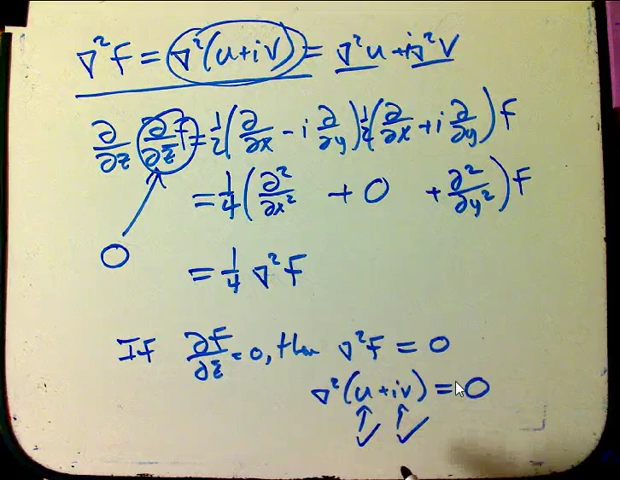 ∇²f = ∇²(u+iv) = ∇²u + i∇²v
∂/∂z ∂f/∂z̄ = 1/2(∂/∂x − i ∂/∂y) 1/2(∂/∂x + i ∂/∂y) f
= 1/4(∂²/∂x² + 0 + ∂²/∂y²) f
0
= 1/4 ∇²f
If ∂f/∂z̄ = 0, then ∇²f = 0
∇²(u+iv) = 0